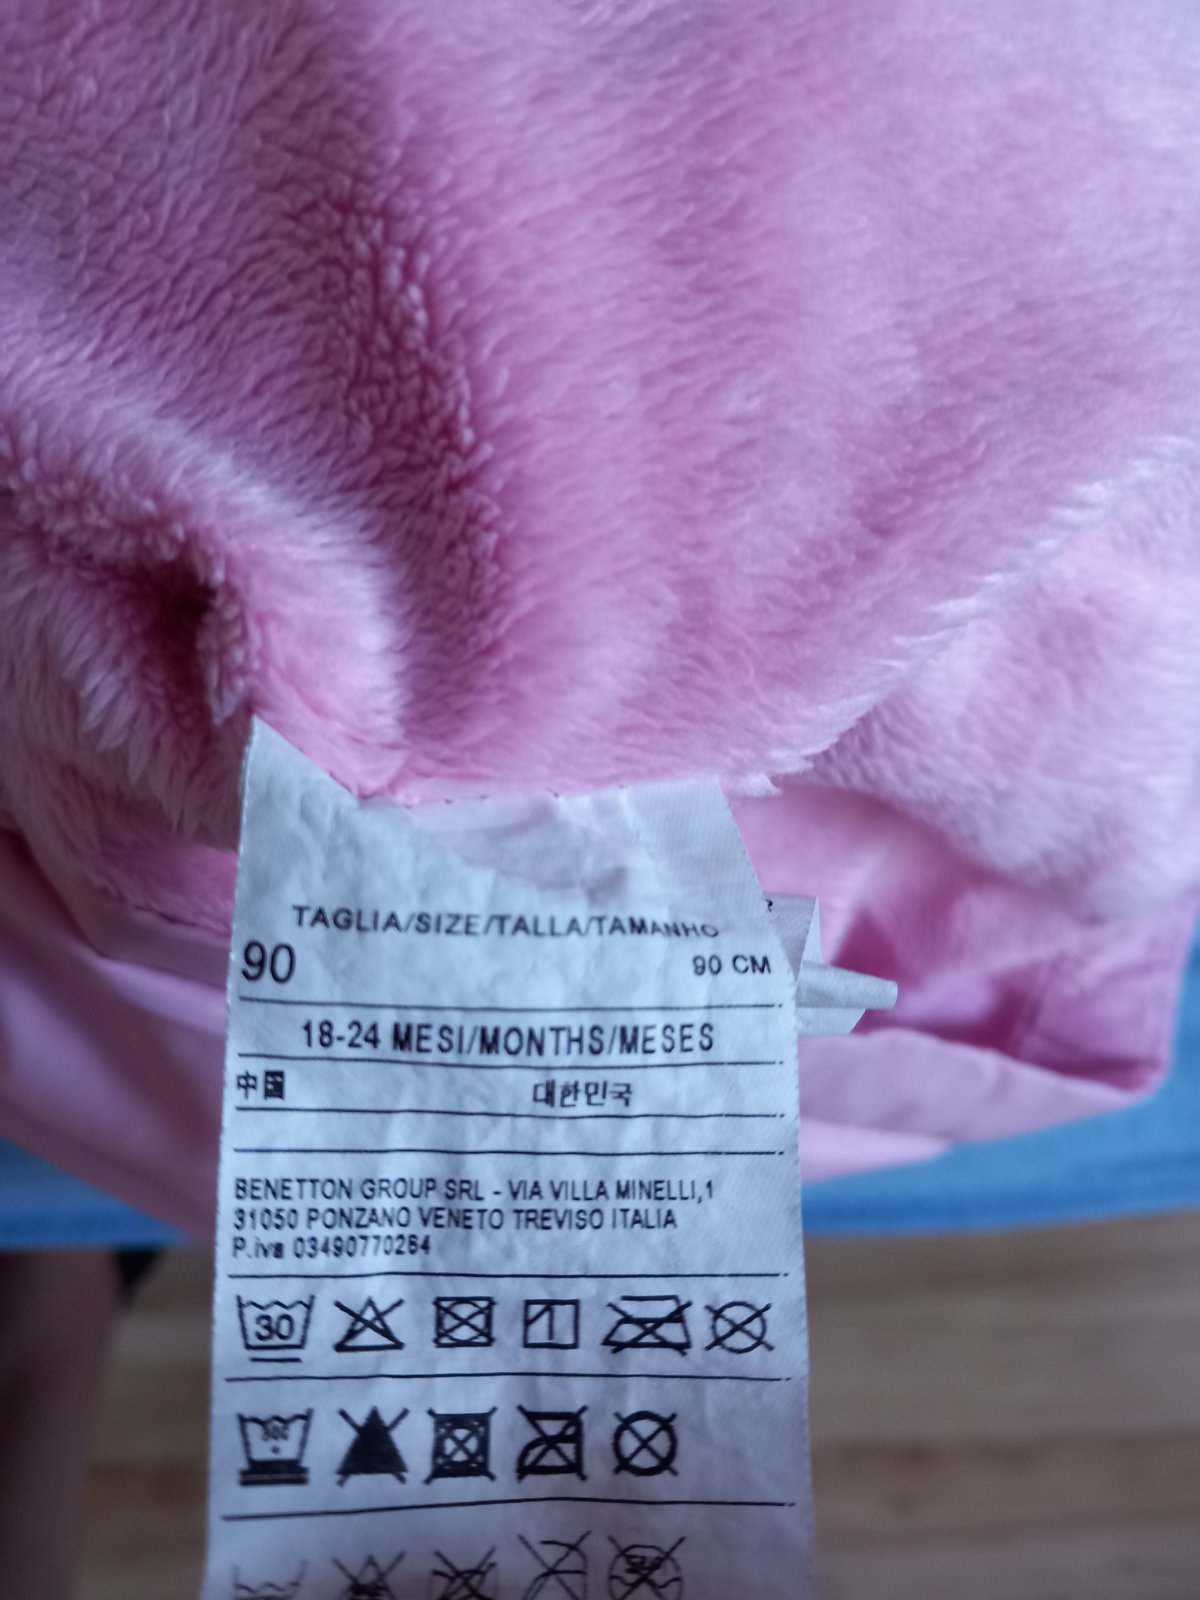 TAGLIA/SIZE/TALLA/TAMANHO
90 90 CM
18-24 MESI/MONTHS/MESES
中国 대한민국
BENETTON GROUP SRL - VIA VILLA MINELLI,1
31050 PONZANO VENETO TREVISO ITALIA
P.iva 03490770264
30